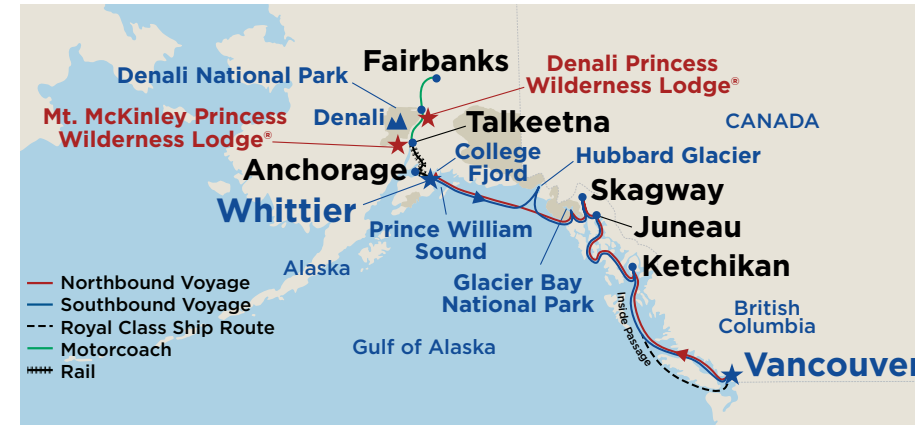 Fairbanks
Denali Princess
Wilderness Lodge®
Denali National Park
Mt. McKinley Princess
Wilderness Lodge®
Denali
Talkeetna
CANADA
College
Fjord
Hubbard Glacier
Anchorage
Skagway
Whittier
Juneau
Prince William
Sound
Alaska
Ketchikan
Glacier Bay
National Park
Northbound Voyage
Southbound Voyage
Royal Class Ship Route
Motorcoach
Rail
Inside Passage
British
Columbia
Gulf of Alaska
Vancouver